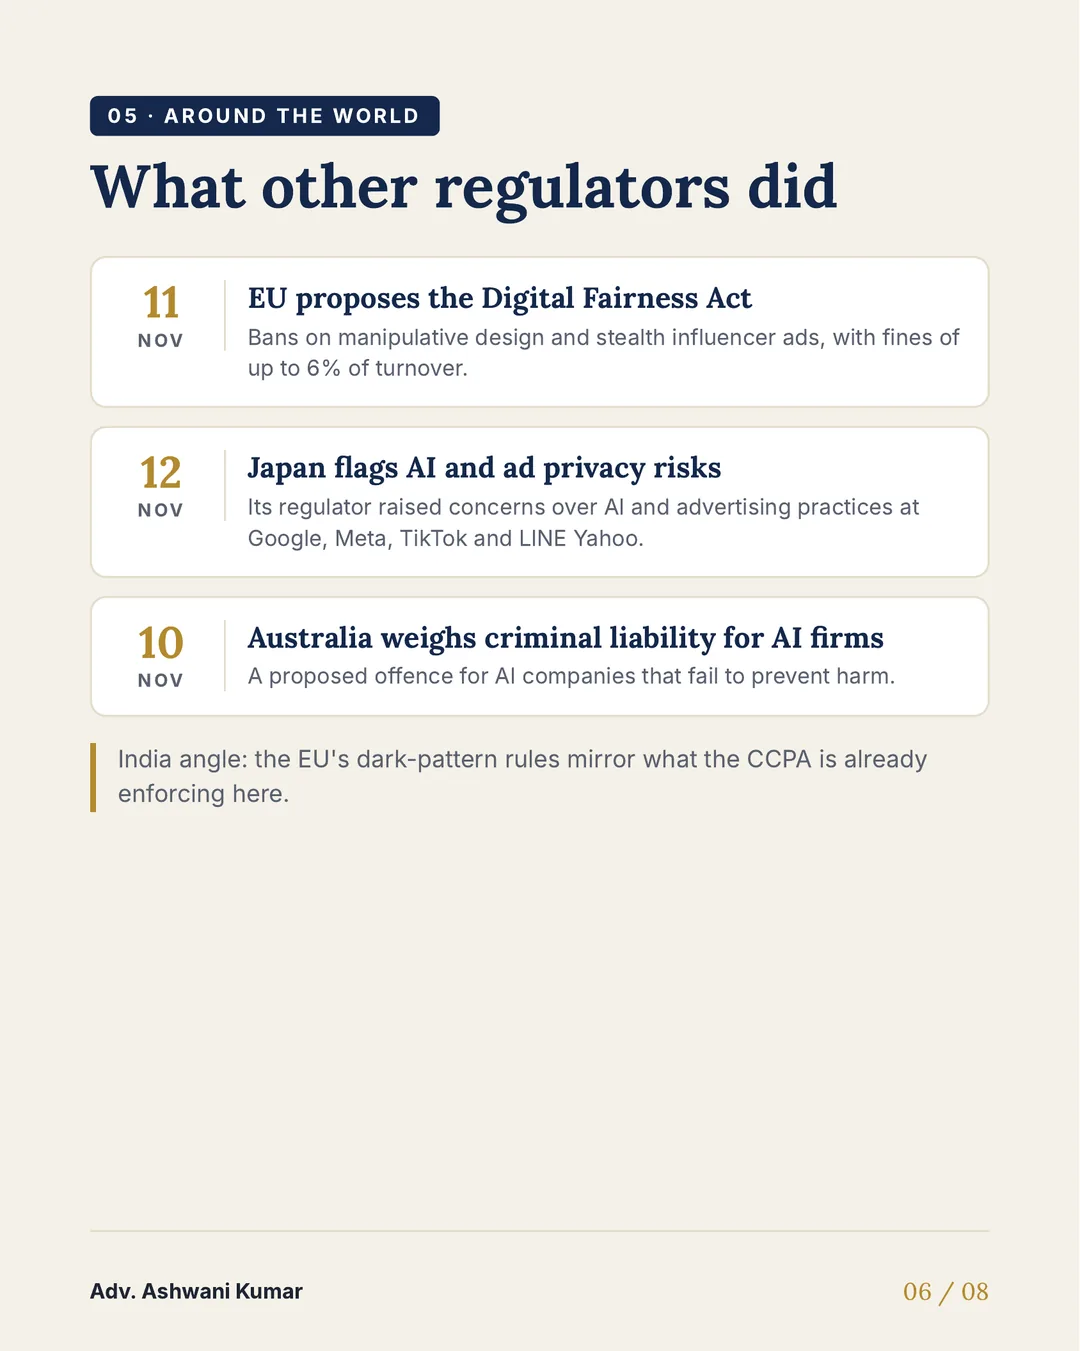 05 · AROUND THE WORLD
What other regulators did
11
NOV
EU proposes the Digital Fairness Act
Bans on manipulative design and stealth influencer ads, with fines of
up to 6% of turnover.
12
NOV
Japan flags AI and ad privacy risks
Its regulator raised concerns over AI and advertising practices at
Google, Meta, TikTok and LINE Yahoo.
10
NOV
Australia weighs criminal liability for AI firms
A proposed offence for AI companies that fail to prevent harm.
India angle: the EU's dark-pattern rules mirror what the CCPA is already
enforcing here.
Adv. Ashwani Kumar
06 / 08